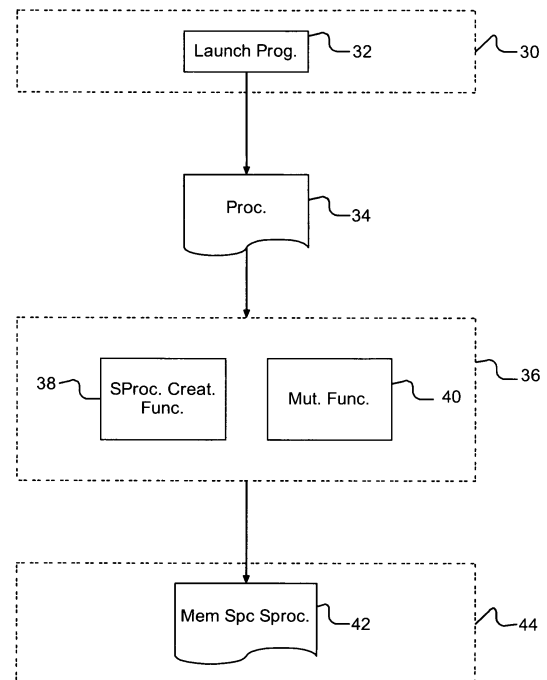 Launch Prog.
32
30
Proc.
34
38
SProc. Creat.
Func.
Mut. Func.
40
36
Mem Spc Sproc.
42
44